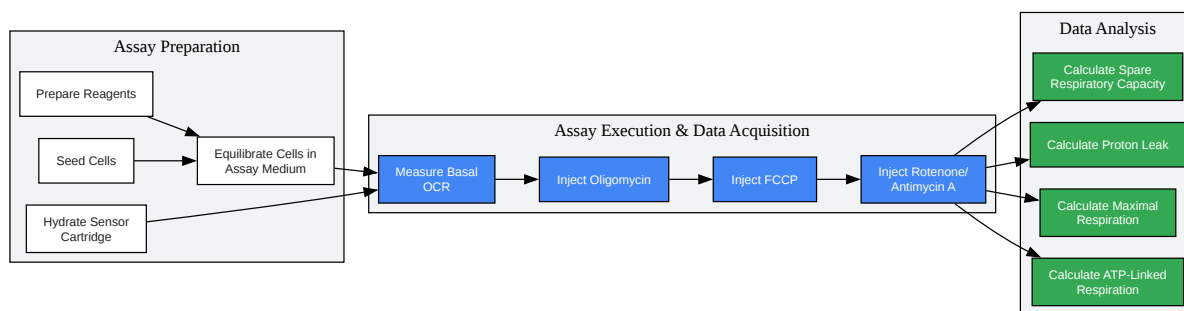 Assay Preparation
Prepare Reagents
Seed Cells
Hydrate Sensor
Cartridge
Equilibrate Cells in
Assay Medium
Assay Execution & Data Acquisition
Measure Basal
OCR
Inject Oligomycin
Inject FCCP
Inject Rotenone/
Antimycin A
Data Analysis
Calculate Spare
Respiratory Capacity
Calculate Proton Leak
Calculate Maximal
Respiration
Calculate ATP-Linked
Respiration